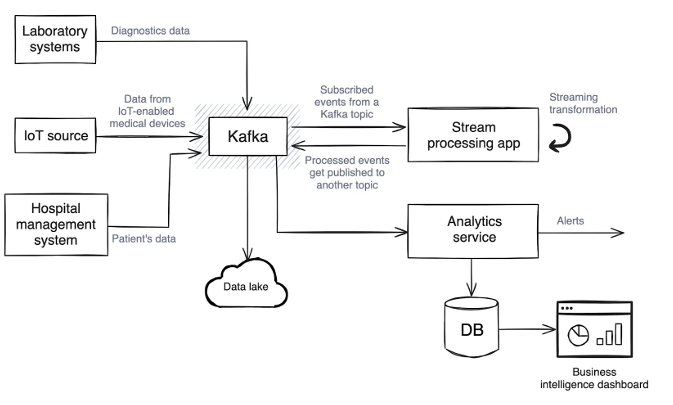 Laboratory
systems
Diagnostics data
Data from
IoT-enabled
medical devices
IoT source
Hospital
management
system
Patient's data
Kafka
Subscribed
events from a
Kafka topic
Processed events
get published to
another topic
Stream
processing app
Streaming
transformation
Data lake
Analytics
service
Alerts
DB
Business
intelligence dashboard